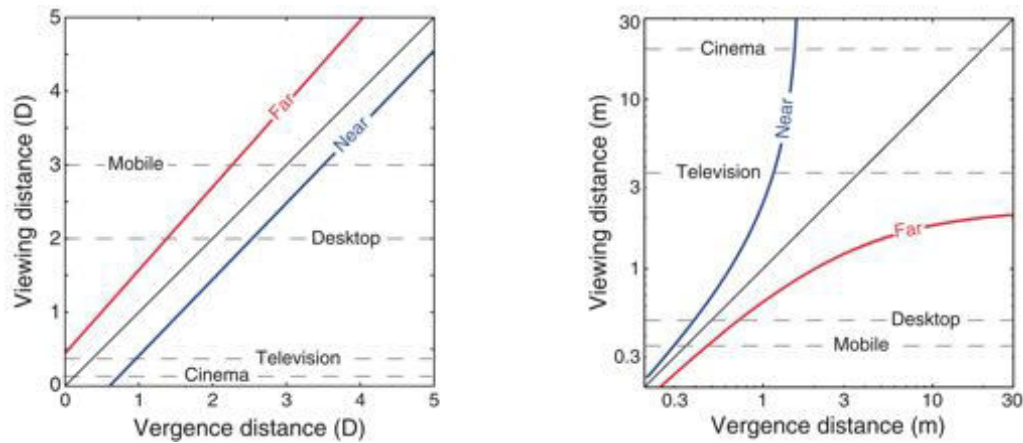 5
4
3
2
1
0
Viewing distance (D)
Far
Near
Mobile
Desktop
Television
Cinema
0 1 2 3 4 5
Vergence distance (D)
30
10
3
1
0.3
Viewing distance (m)
Cinema
Near
Television
Far
Desktop
Mobile
0.3 1 3 10 30
Vergence distance (m)